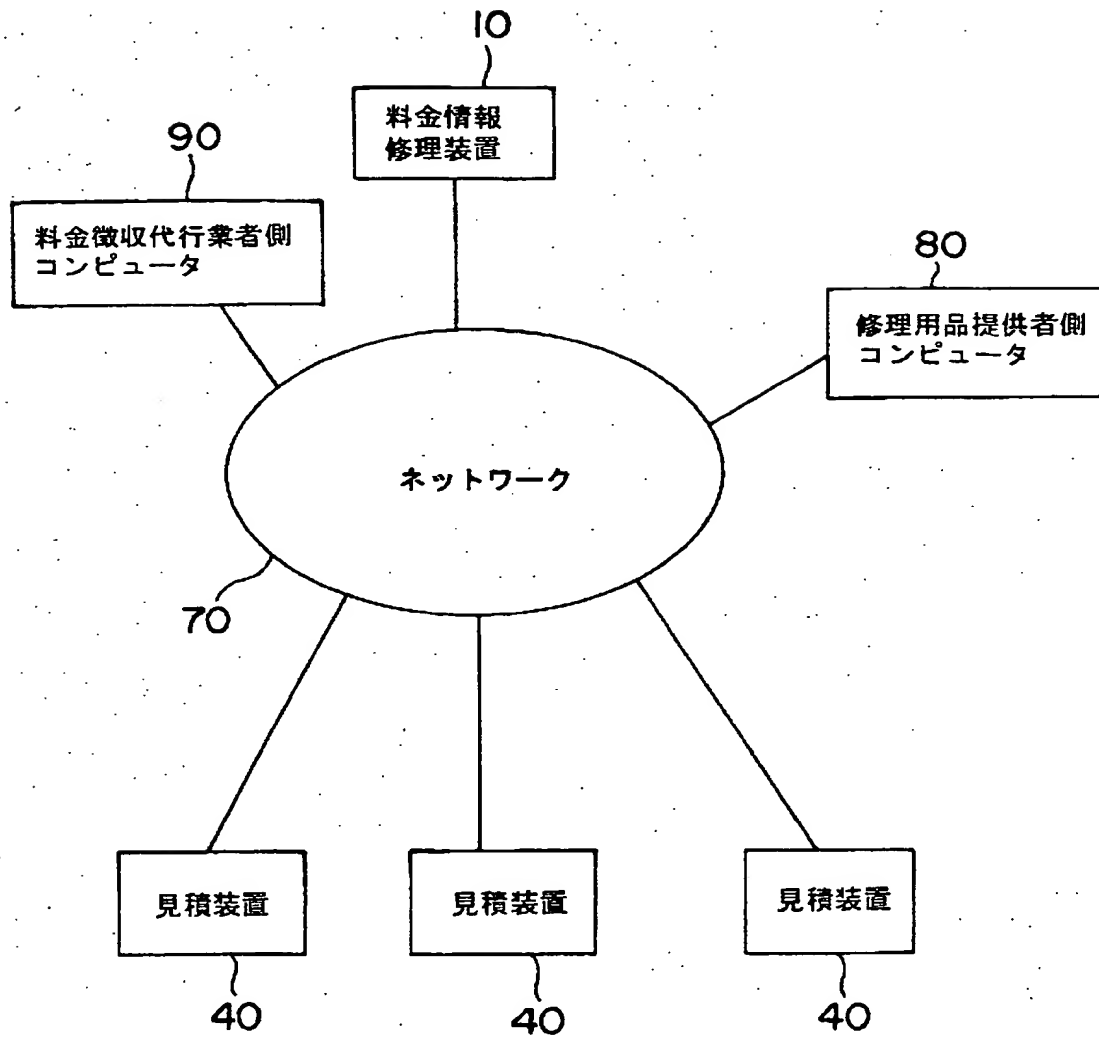 10
料金情報
修理装置
90
料金徴収代行業者側
コンピュータ
80
修理用品提供者側
コンピュータ
ネットワーク
70
見積装置
見積装置
見積装置
40
40
40